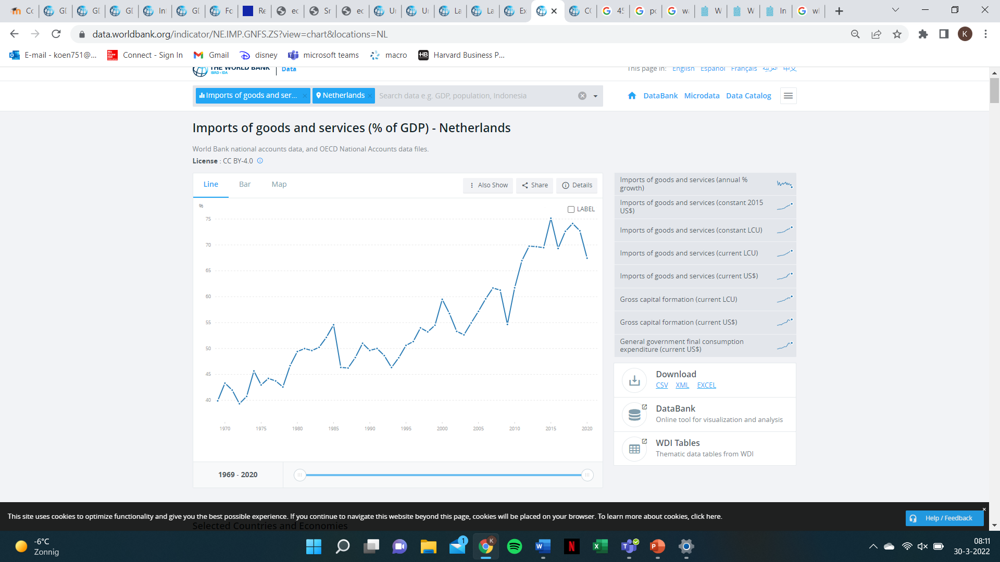 Cc
GD
GD
GD
Inf
GD
Fo
Re
ec
Sr
ec
Ur
Ur
La
La
Ex
CC
45
pc
wa
W
W
In
wl
data.worldbank.org/indicator/NE.IMP.GNFS.ZS?view=chart&locations=NL
K
E-mail - koen751@...
Connect - Sign In
Gmail
disney
microsoft teams
macro
HB
Harvard Business P...
THE WORLD BANK
IBRD • IDA
Data
This page in: English Español Français العربية 中文
Imports of goods and ser...
Netherlands
Search data e.g. GDP, population, Indonesia
DataBank Microdata Data Catalog
Imports of goods and services (% of GDP) - Netherlands
World Bank national accounts data, and OECD National Accounts data files.
License : CC BY-4.0
Line Bar Map
Also Show
Share
Details
%
LABEL
75
70
65
60
55
50
45
40
1970 1975 1980 1985 1990 1995 2000 2005 2010 2015 2020
1969 - 2020
Imports of goods and services (annual %
growth)
Imports of goods and services (constant 2015
US$)
Imports of goods and services (constant LCU)
Imports of goods and services (current LCU)
Imports of goods and services (current US$)
Gross capital formation (current LCU)
Gross capital formation (current US$)
General government final consumption
expenditure (current US$)
Download
CSV XML EXCEL
DataBank
Online tool for visualization and analysis
WDI Tables
Thematic data tables from WDI
This site uses cookies to optimize functionality and give you the best possible experience. If you continue to navigate this website beyond this page, cookies will be placed on your browser. To learn more about cookies, click here.
Help / Feedback
Selected Countries and Economies
-6°C
Zonnig
1
K
08:11
30-3-2022